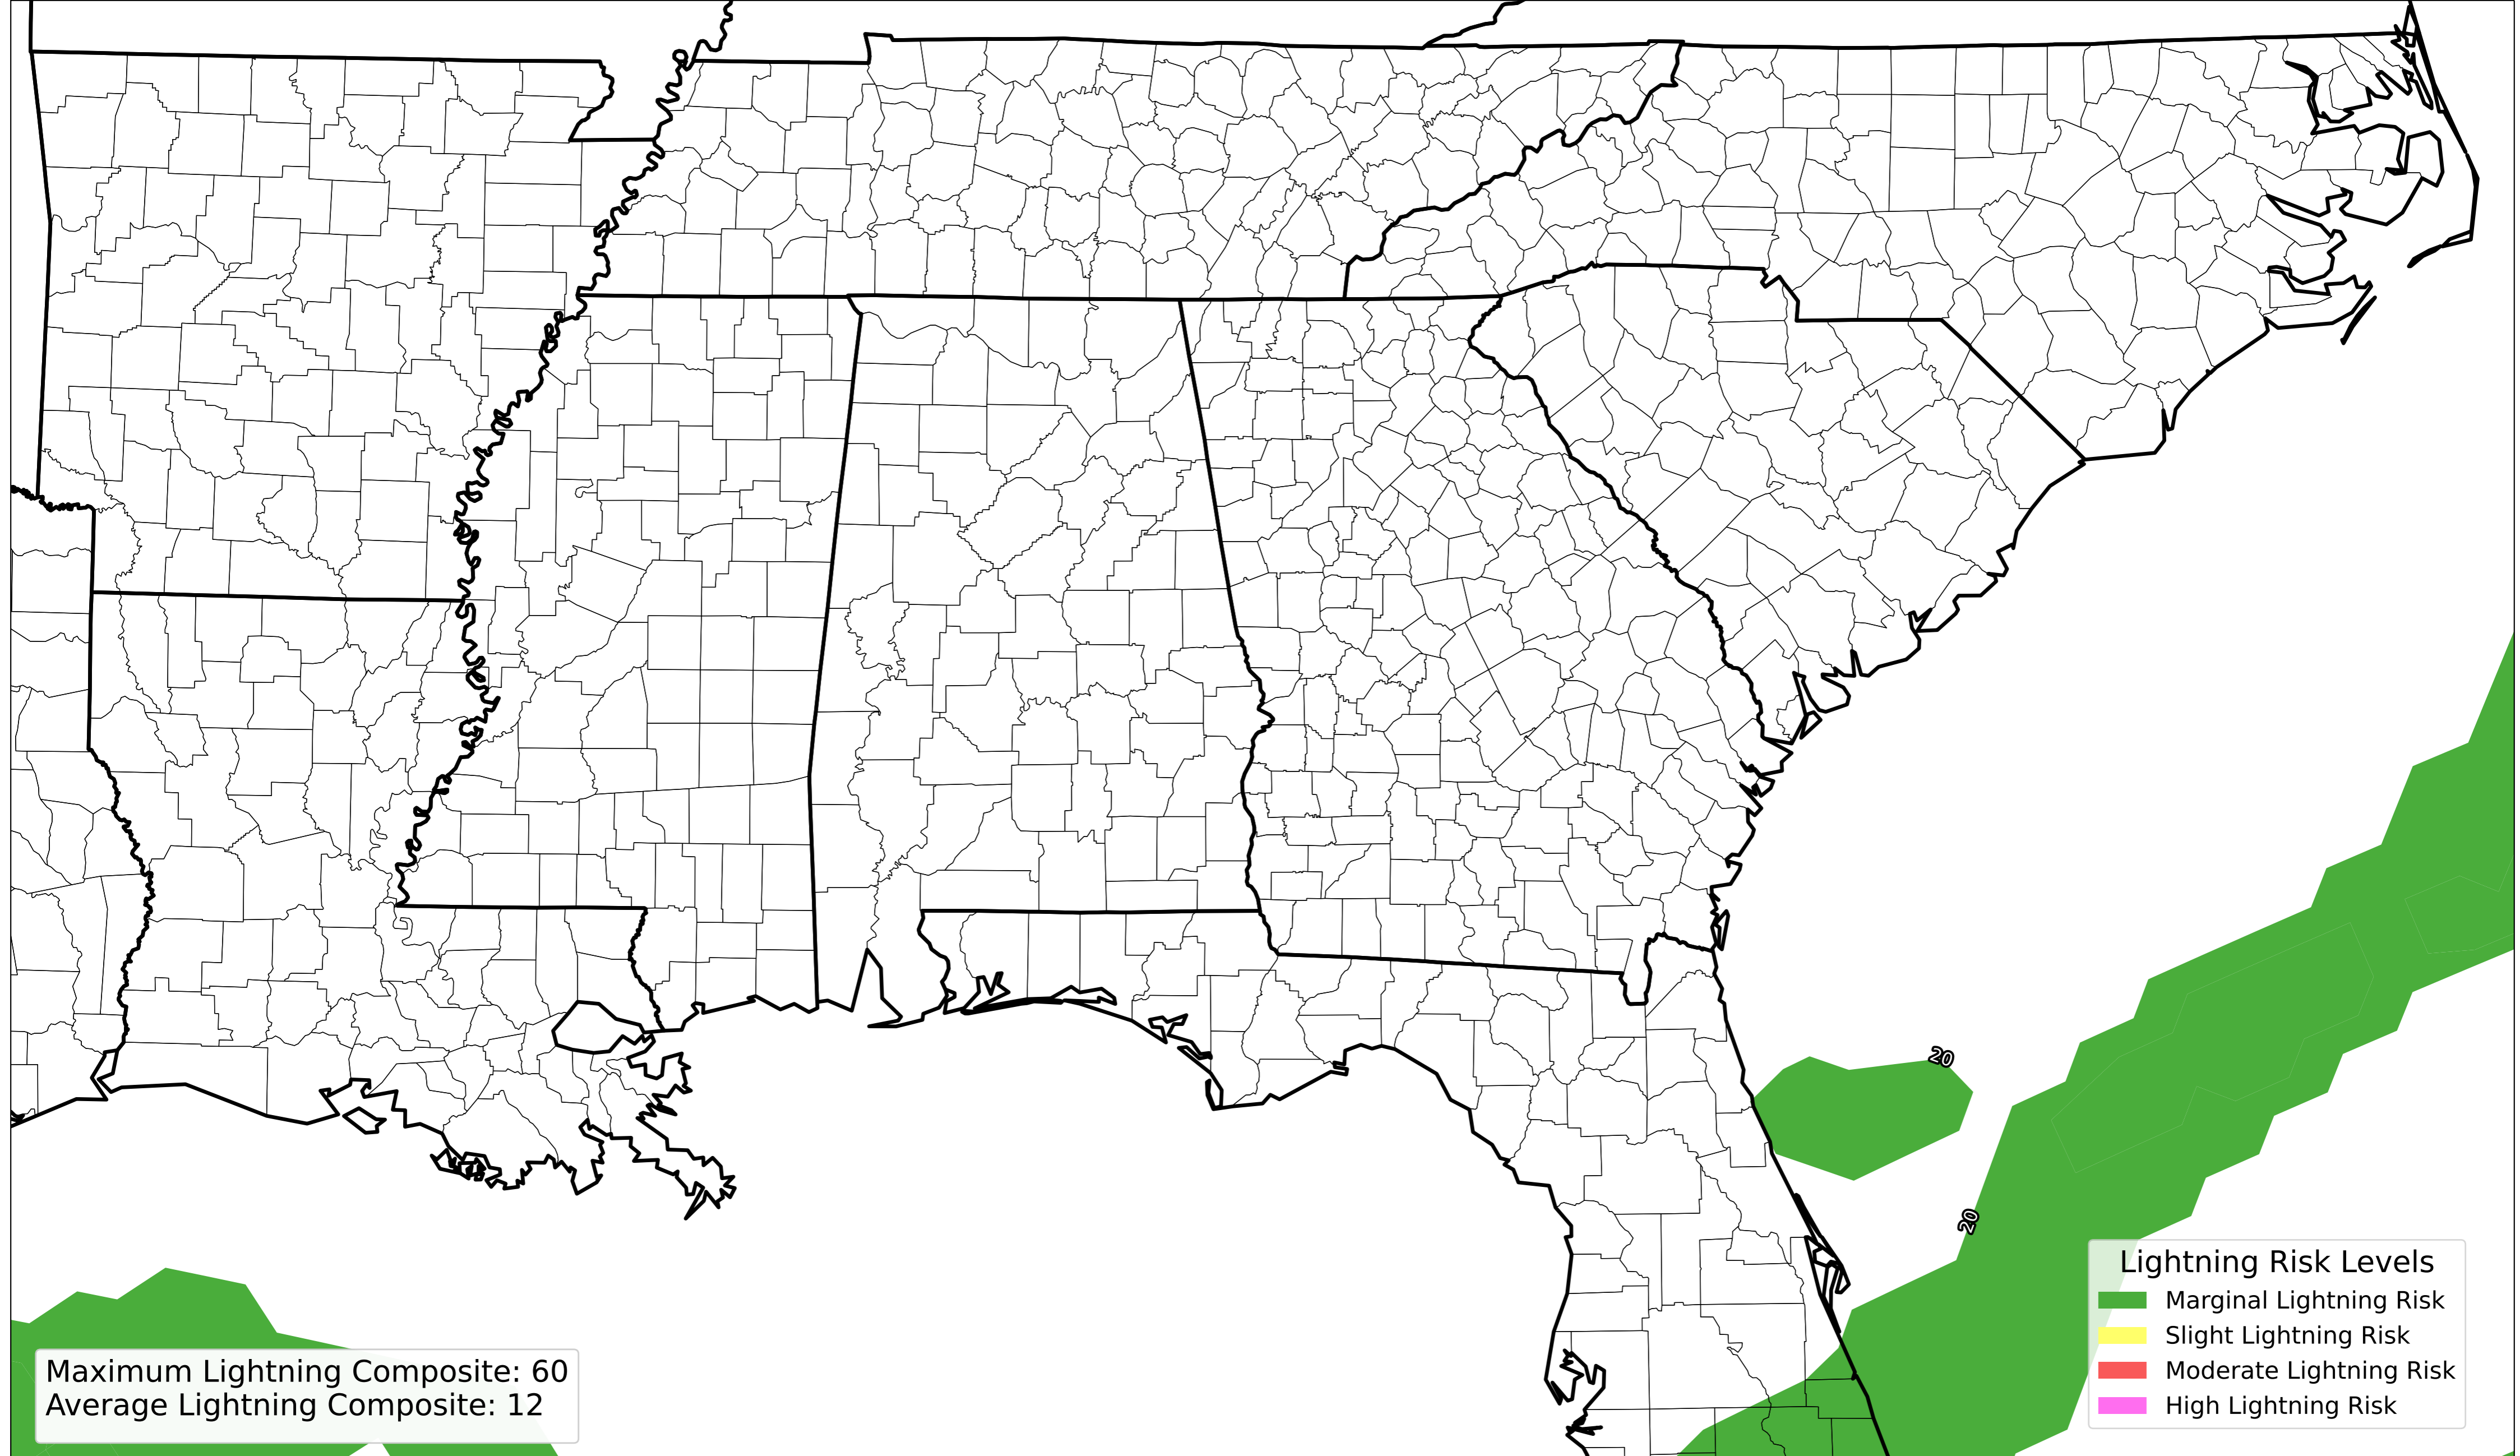 20
20
Lightning Risk Levels
Marginal Lightning Risk
Slight Lightning Risk
Moderate Lightning Risk
High Lightning Risk
Maximum Lightning Composite: 60
Average Lightning Composite: 12